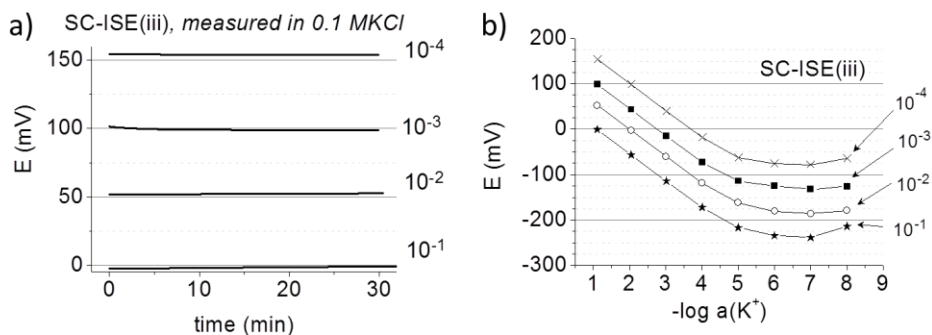 a)
SC-ISE(iii), measured in 0.1 MKCl
E (mV)
150
100
50
0
10-4
10-3
10-2
10-1
0
10
20
30
time (min)
b)
SC-ISE(iii)
E (mV)
200
100
0
-100
-200
-300
10-4
10-3
10-2
10-1
1 2 3 4 5 6 7 8 9
-log a(K+)